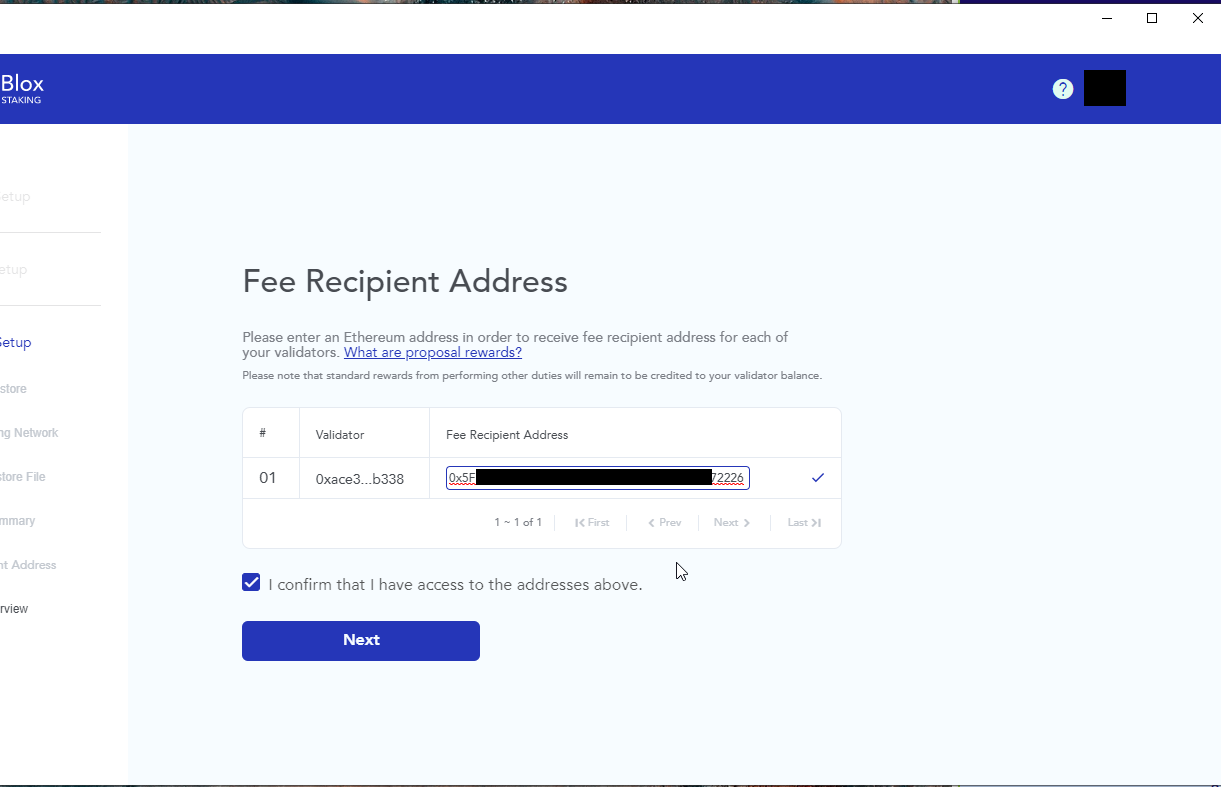 Blox
STAKING
?
etup
etup
Setup
store
ng Network
tore File
mmary
nt Address
rview
Fee Recipient Address
Please enter an Ethereum address in order to receive fee recipient address for each of
your validators. What are proposal rewards?
Please note that standard rewards from performing other duties will remain to be credited to your validator balance.
# Validator Fee Recipient Address
01 0xace3...b338 0x5F 72226
1 ~ 1 of 1 First Prev Next Last
I confirm that I have access to the addresses above.
Next